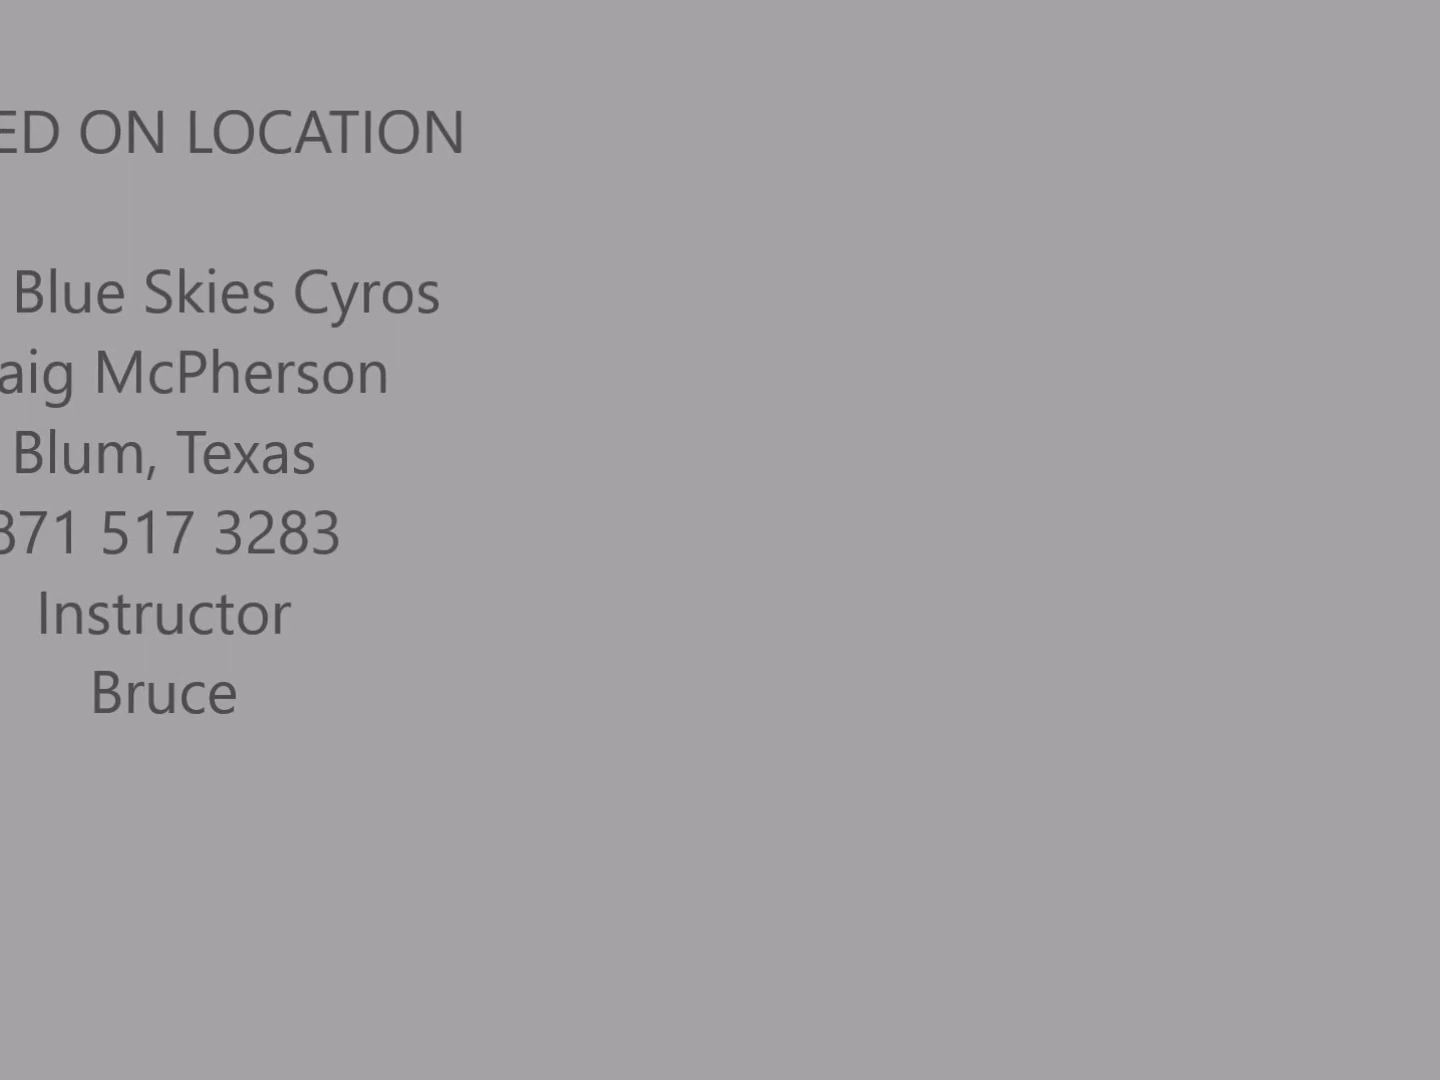 ED ON LOCATION
Blue Skies Cyros
aig McPherson
Blum, Texas
371 517 3283
Instructor
Bruce